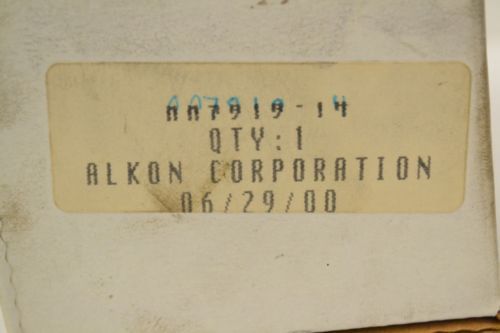 AA7919-14
QTY:1
ALKON CORPORATION
06/29/00